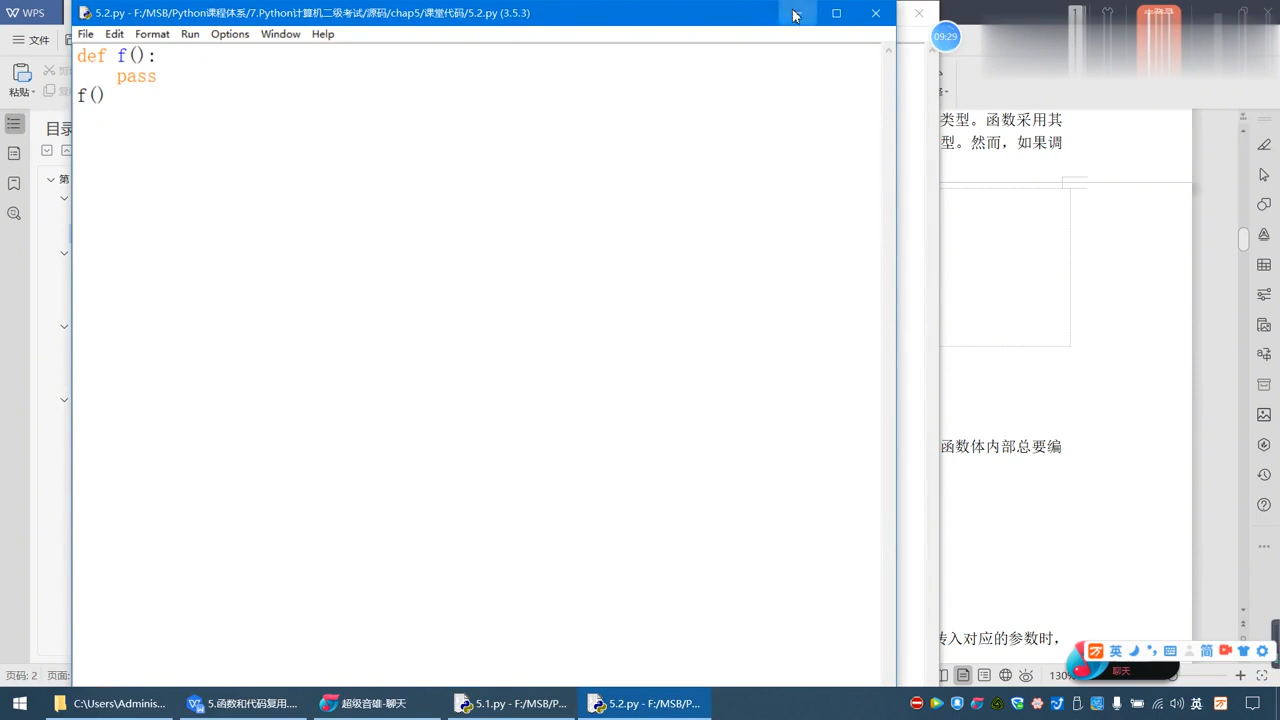 WPS
5.2.py - F:/MSB/Python课程体系/7.Python计算机二级考试/源码/chap5/课堂代码/5.2.py (3.5.3)
文件
File Edit Format Run Options Window Help
09:29
def f():
    pass
f()
粘贴
目录
第
类型。函数采用其
型。然而，如果调
函数体内部总要编
传入对应的参数时，
英
简
聊天
页码: 2 页面:
130%
C:\Users\Adminis...
5.函数和代码复用....
超级音雄-聊天
5.1.py - F:/MSB/P...
5.2.py - F:/MSB/P...
英